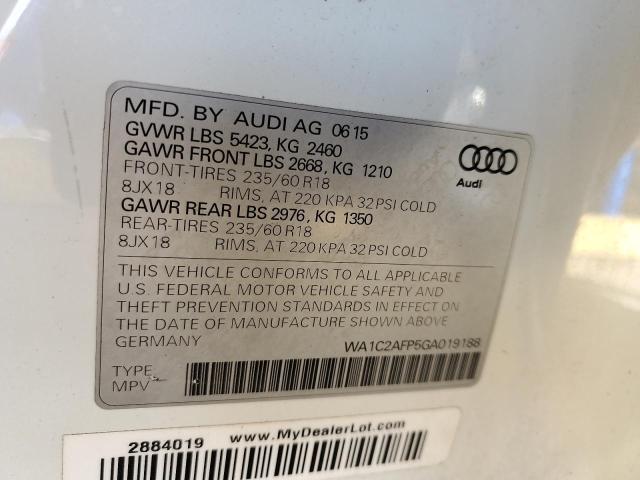 MFD. BY AUDI AG 06 15
GVWR LBS 5423, KG 2460
GAWR FRONT LBS 2668, KG 1210
FRONT-TIRES 235/60 R18
8JX18 RIMS, AT 220 KPA 32 PSI COLD
GAWR REAR LBS 2976, KG 1350
REAR-TIRES 235/60 R18
8JX18 RIMS, AT 220 KPA 32 PSI COLD
Audi
THIS VEHICLE CONFORMS TO ALL APPLICABLE
U.S. FEDERAL MOTOR VEHICLE SAFETY AND
THEFT PREVENTION STANDARDS IN EFFECT ON
THE DATE OF MANUFACTURE SHOWN ABOVE.
GERMANY
WA1C2AFP5GA019188
TYPE
MPV
2884019 www.MyDealerLot.com